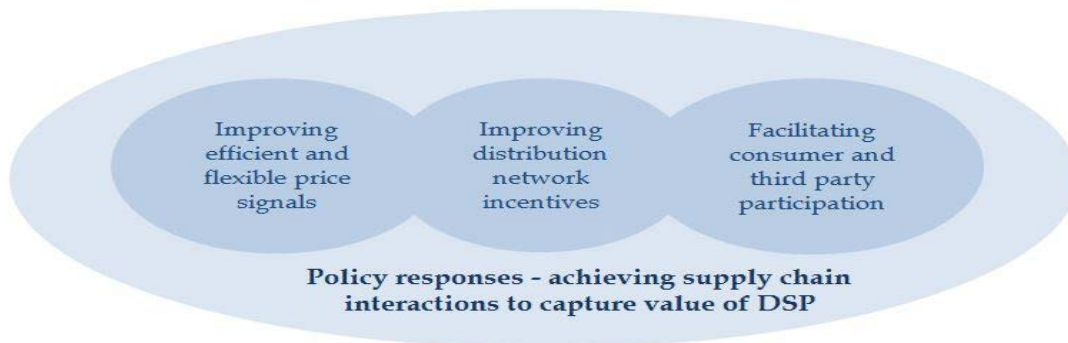 Improving
efficient and
flexible price
signals
Improving
distribution
network
incentives
Facilitating
consumer and
third party
participation
Policy responses - achieving supply chain
interactions to capture value of DSP